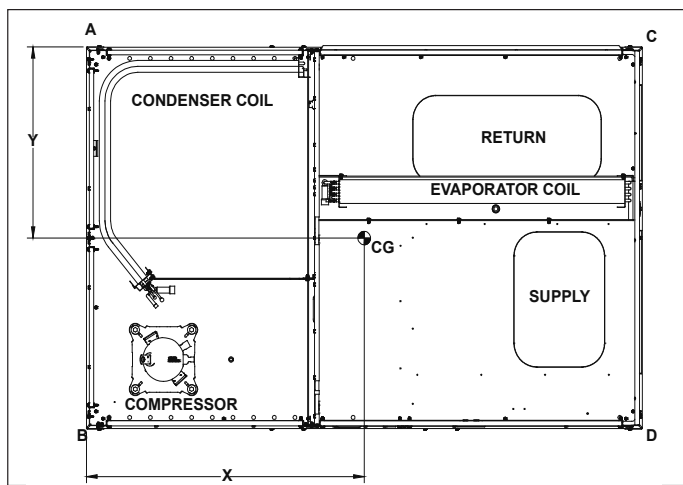 A
C
CONDENSER COIL
Y
RETURN
EVAPORATOR COIL
CG
SUPPLY
COMPRESSOR
B
D
X